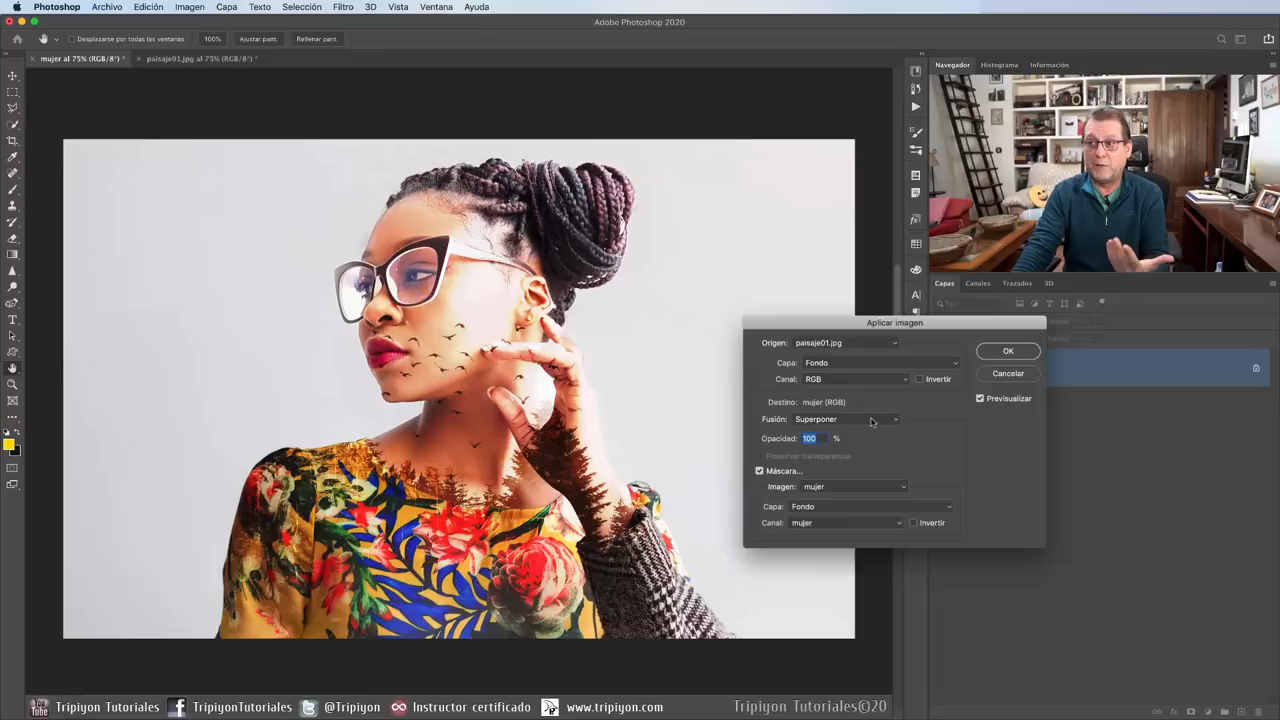 Photoshop Archivo Edición Imagen Capa Texto Selección Filtro 3D Vista Ventana Ayuda
Adobe Photoshop 2020
Desplazarse por todas las ventanas 100% Ajustar pant. Rellenar pant.
mujer al 75% (RGB/8*) * paisaje01.jpg al 75% (RGB/8*) *
Navegador Histograma Información
Capas Canales Trazados 3D
Tipo
Aplicar imagen
Origen: paisaje01.jpg
OK
Capa: Fondo
Cancelar
Canal: RGB Invertir
Previsualizar
Destino: mujer (RGB)
Fusión: Superponer
Opacidad: 100 %
Preservar transparencia
Máscara...
Imagen: mujer
Capa: Fondo
Canal: mujer Invertir
You Tube Tripiyon Tutoriales TripiyonTutoriales @Tripiyon Instructor certificado www.tripiyon.com Tripiyon Tutoriales©20